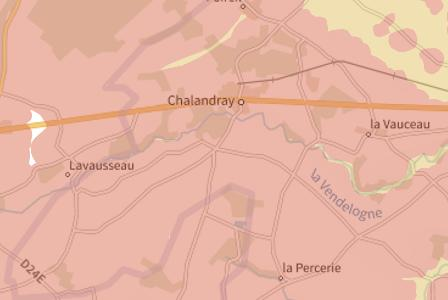 Chalandray
la Vauceau
Lavausseau
la Vendelogne
D24E
la Percerie